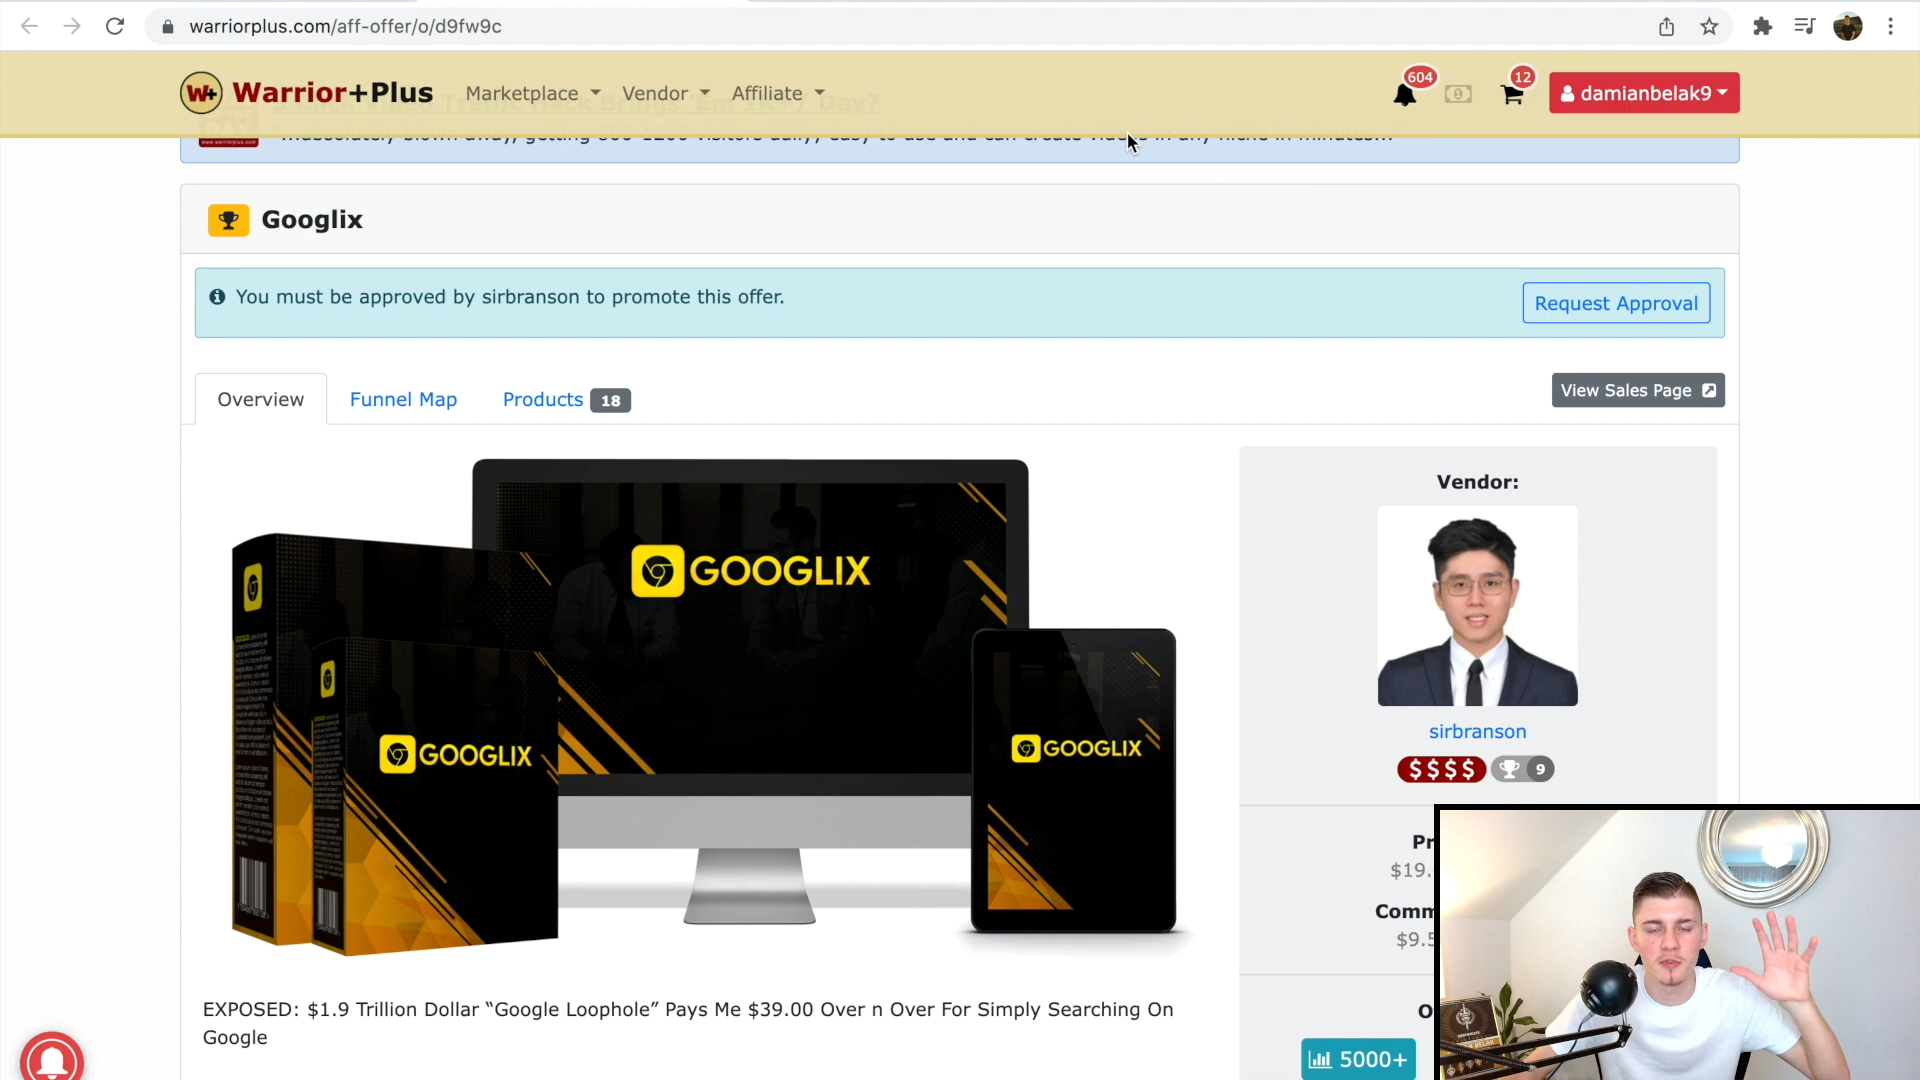 warriorplus.com/aff-offer/o/d9fw9c
Warrior+Plus
Marketplace
Vendor
Affiliate
604
12
damianbelak9
Googlix
You must be approved by sirbranson to promote this offer.
Request Approval
Overview
Funnel Map
Products 18
View Sales Page
GOOGLIX
GOOGLIX
GOOGLIX
Vendor:
sirbranson
$$$$
9
$19.
$9.5
5000+
EXPOSED: $1.9 Trillion Dollar “Google Loophole” Pays Me $39.00 Over n Over For Simply Searching On
Google